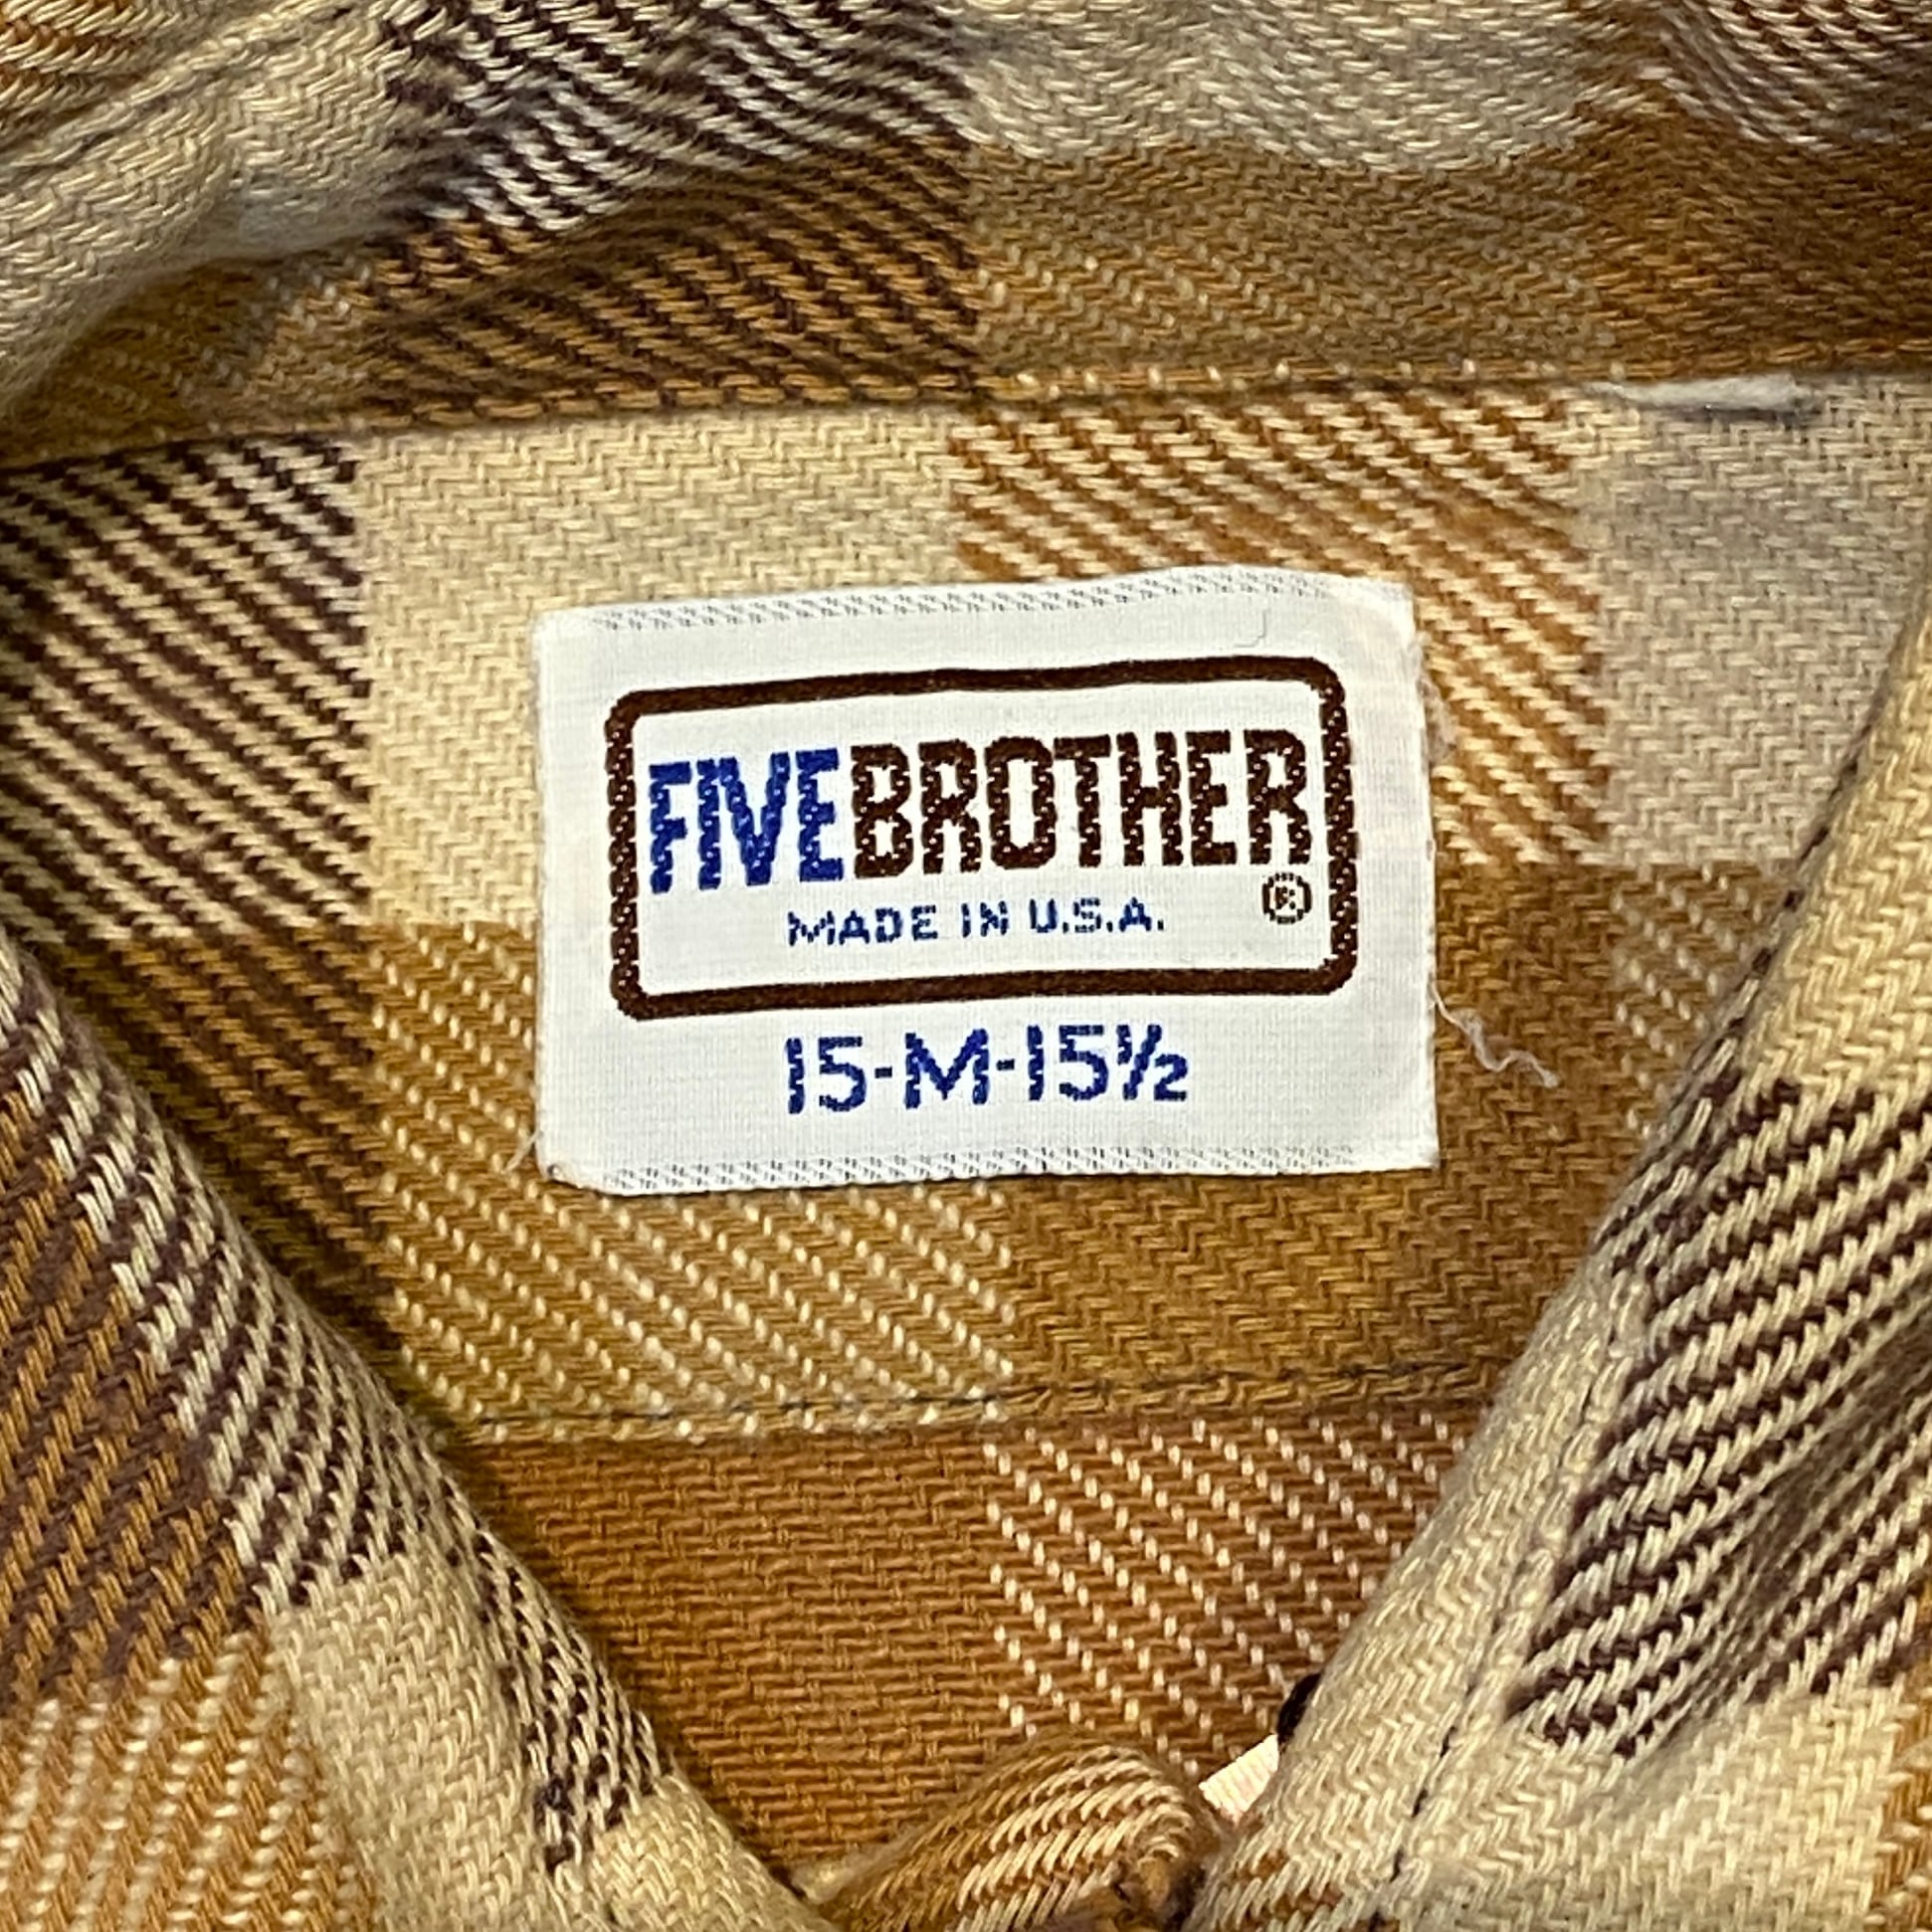 FIVEBROTHER
MADE IN U.S.A. ®
15-M-15½